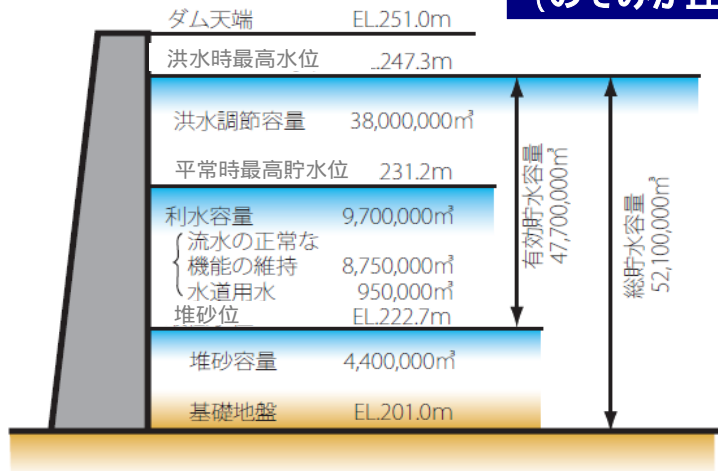 ダム天端 EL.251.0m
洪水時最高水位 247.3m
洪水調節容量 38,000,000㎥
平常時最高貯水位 231.2m
利水容量 9,700,000㎥
流水の正常な
機能の維持 8,750,000㎥
水道用水 950,000㎥
堆砂位 EL.222.7m
堆砂容量 4,400,000㎥
基礎地盤 EL.201.0m
有効貯水容量
47,700,000㎥
総貯水容量
52,100,000㎥